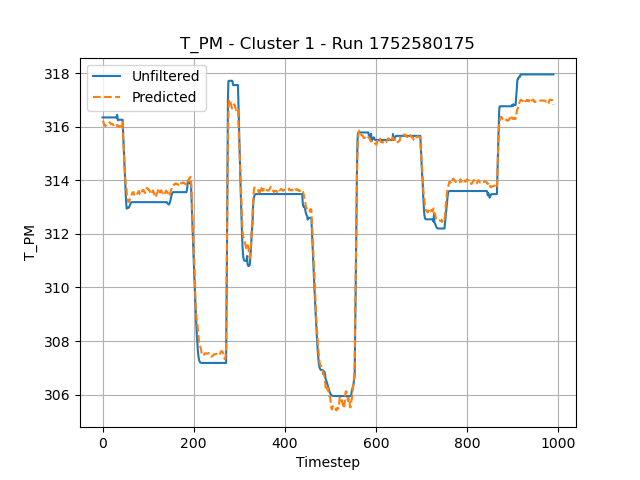 T_PM - Cluster 1 - Run 1752580175
Unfiltered
Predicted
T_PM
318
316
314
312
310
308
306
0 200 400 600 800 1000
Timestep